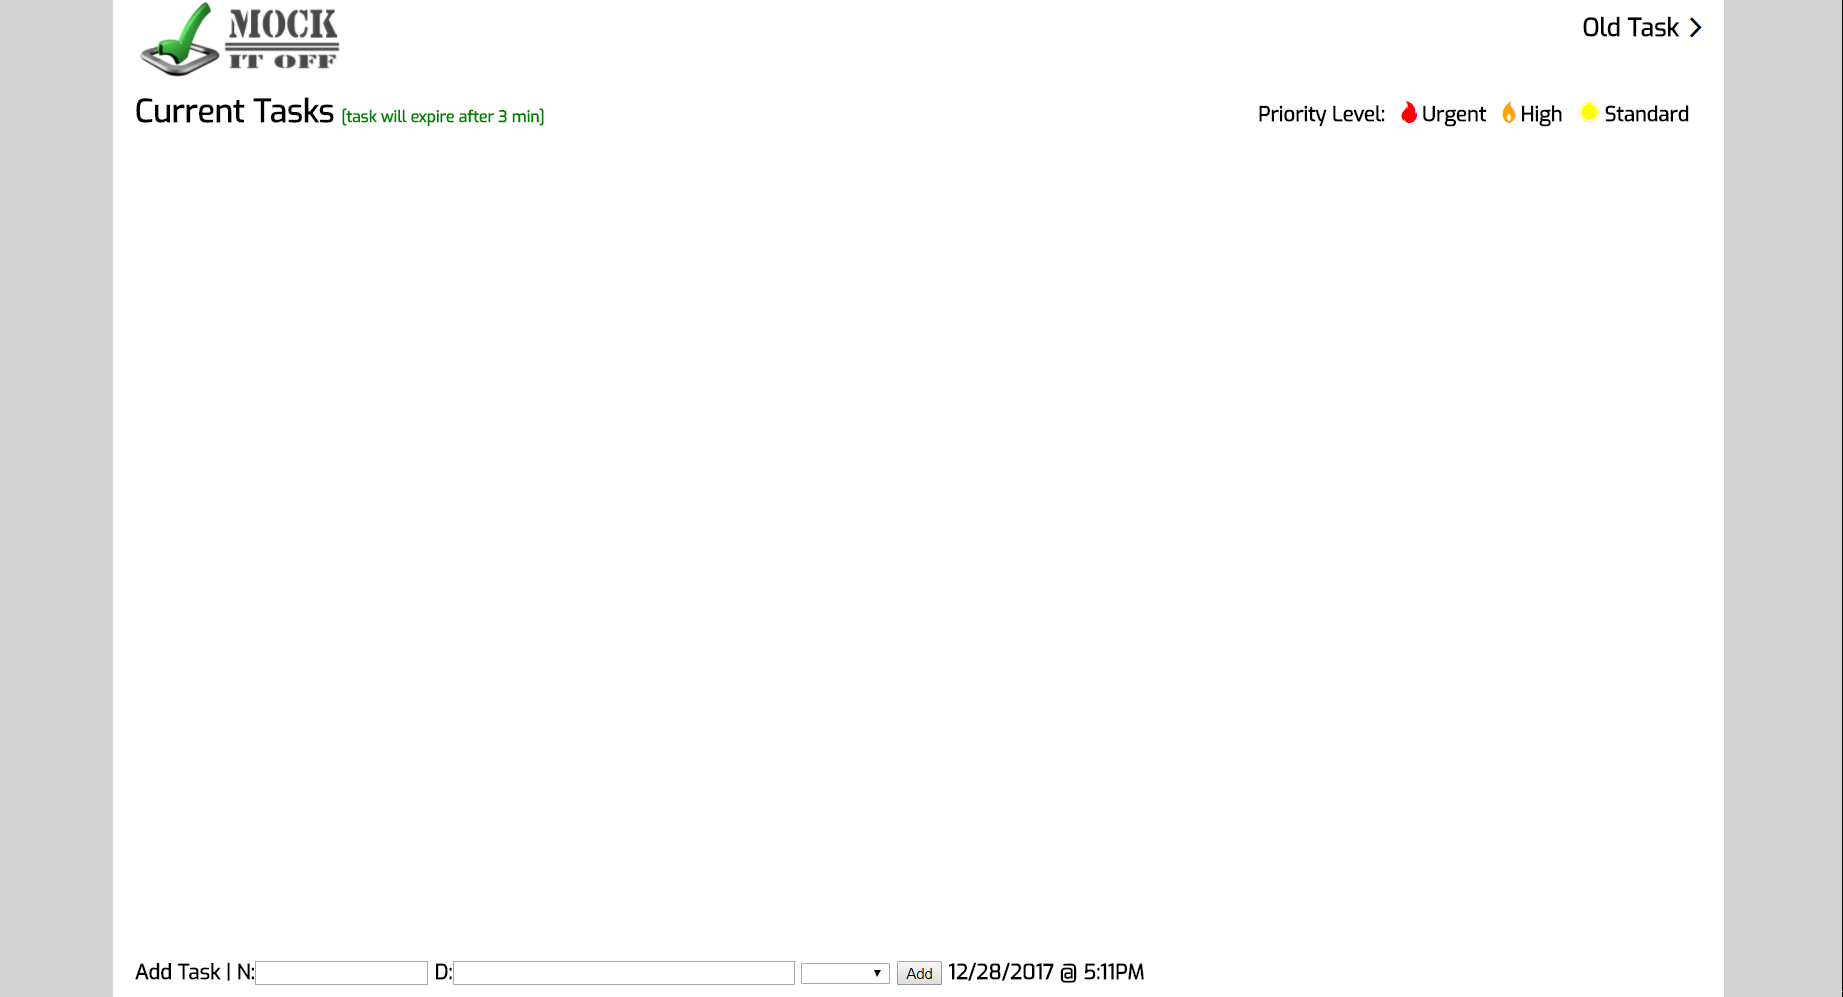 MOCK
IT OFF
Old Task
Current Tasks [task will expire after 3 min]
Priority Level: Urgent High Standard
Add Task | N: D: Add 12/28/2017 @ 5:11PM